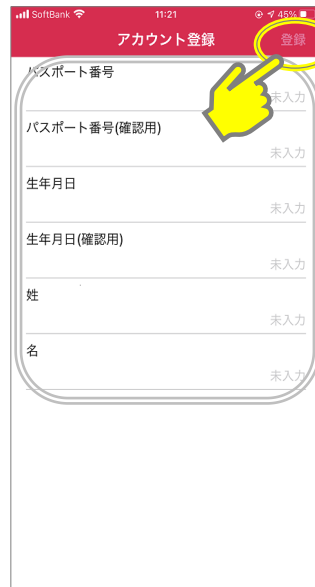 SoftBank 11:21 45%
アカウント登録 登録
パスポート番号
未入力
パスポート番号(確認用)
未入力
生年月日
未入力
生年月日(確認用)
未入力
姓
未入力
名
未入力